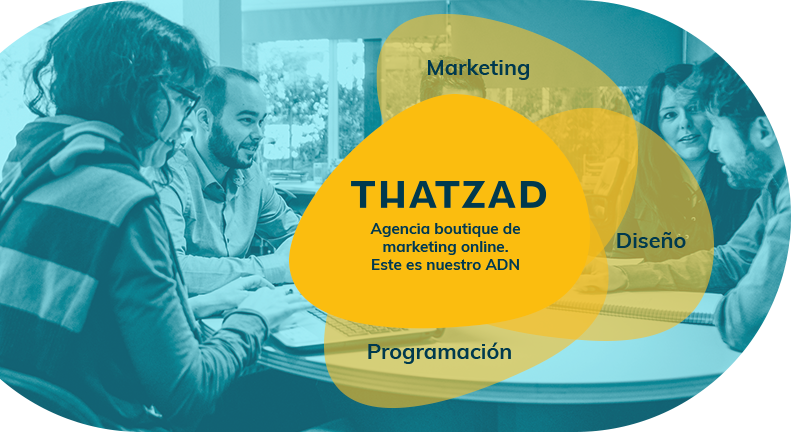 Marketing
THATZAD
Agencia boutique de
marketing online.
Este es nuestro ADN
Diseño
Programación